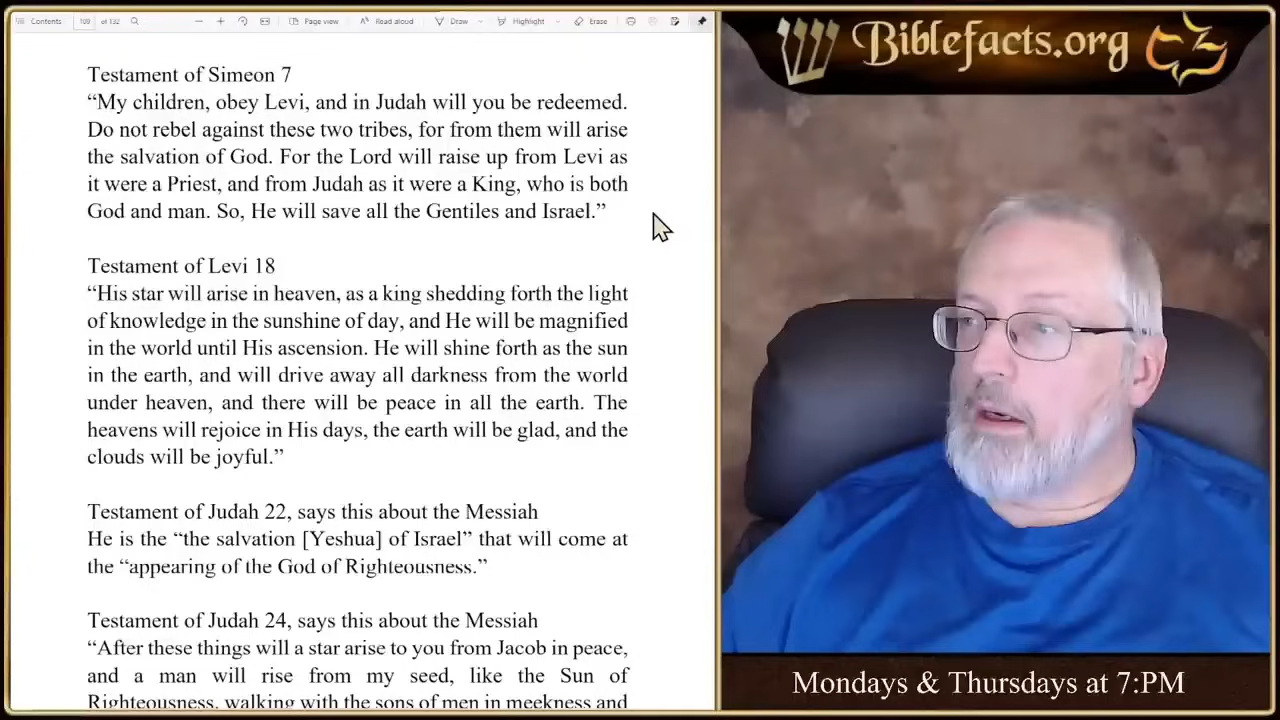 Contents
109
of 132
Page view
Read aloud
Draw
Highlight
Erase
Testament of Simeon 7
“My children, obey Levi, and in Judah will you be redeemed.
Do not rebel against these two tribes, for from them will arise
the salvation of God. For the Lord will raise up from Levi as
it were a Priest, and from Judah as it were a King, who is both
God and man. So, He will save all the Gentiles and Israel.”
Testament of Levi 18
“His star will arise in heaven, as a king shedding forth the light
of knowledge in the sunshine of day, and He will be magnified
in the world until His ascension. He will shine forth as the sun
in the earth, and will drive away all darkness from the world
under heaven, and there will be peace in all the earth. The
heavens will rejoice in His days, the earth will be glad, and the
clouds will be joyful.”
Testament of Judah 22, says this about the Messiah
He is the “the salvation [Yeshua] of Israel” that will come at
the “appearing of the God of Righteousness.”
Testament of Judah 24, says this about the Messiah
“After these things will a star arise to you from Jacob in peace,
and a man will rise from my seed, like the Sun of
Righteousness, walking with the sons of men in meekness and
Biblefacts.org
Mondays & Thursdays at 7:PM